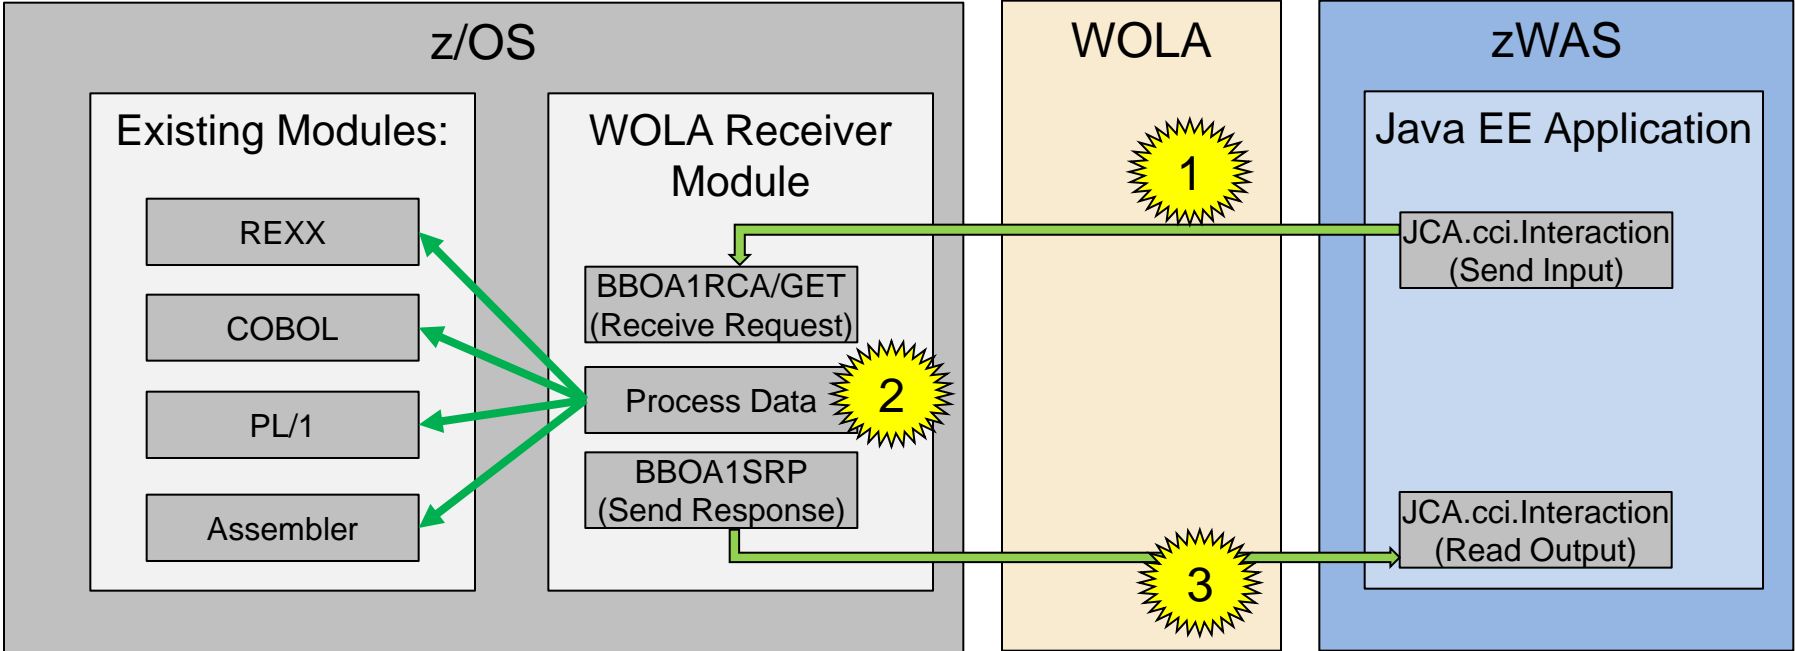 z/OS
Existing Modules:
REXX
COBOL
PL/1
Assembler
WOLA Receiver
Module
BBOA1RCA/GET
(Receive Request)
Process Data
2
BBOA1SRP
(Send Response)
WOLA
1
3
zWAS
Java EE Application
JCA.cci.Interaction
(Send Input)
JCA.cci.Interaction
(Read Output)